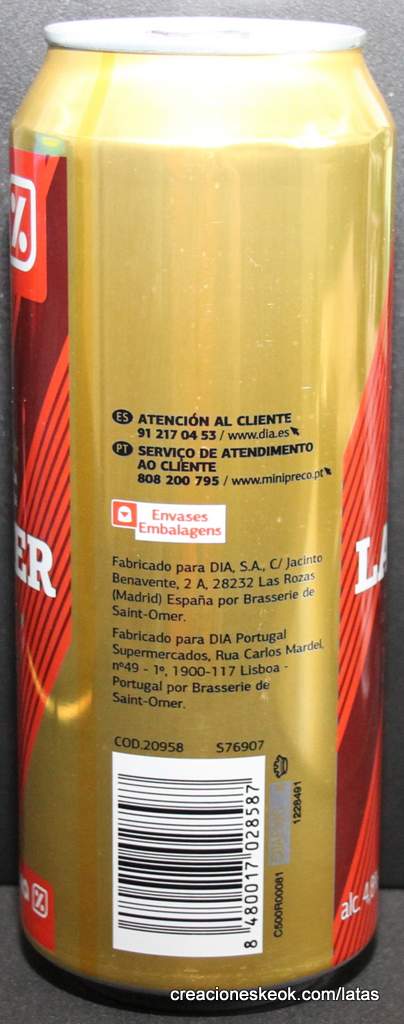 %
ER
LA
ES ATENCIÓN AL CLIENTE
91 217 04 53 / www.dia.es
PT SERVIÇO DE ATENDIMENTO
AO CLIENTE
808 200 795 / www.minipreco.pt
Envases
Embalagens
Fabricado para DIA, S.A., C/ Jacinto
Benavente, 2 A, 28232 Las Rozas
(Madrid) España por Brasserie de
Saint-Omer.
Fabricado para DIA Portugal
Supermercados, Rua Carlos Mardel,
nº49 - 1º, 1900-117 Lisboa -
Portugal por Brasserie de
Saint-Omer.
COD.20958 S76907
8 480017 028587
C500R00081
1228491
alc. 4,8%
%
creacioneskeok.com/latas